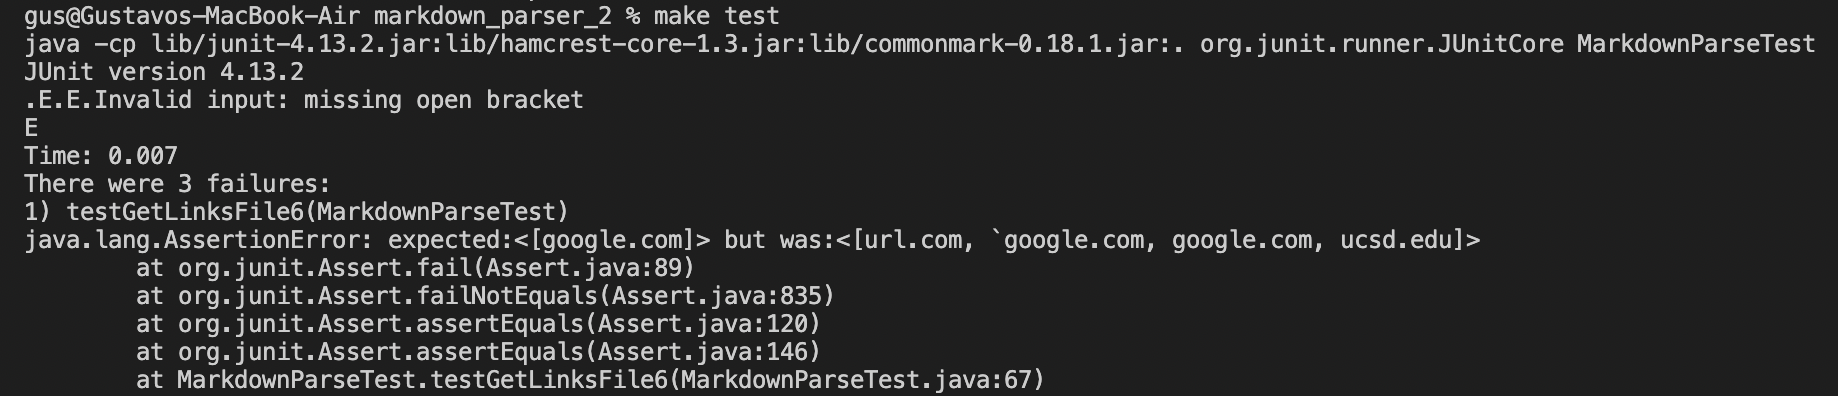 gus@Gustavos-MacBook-Air markdown_parser_2 % make test
java -cp lib/junit-4.13.2.jar:lib/hamcrest-core-1.3.jar:lib/commonmark-0.18.1.jar:. org.junit.runner.JUnitCore MarkdownParseTest
JUnit version 4.13.2
.E.E.Invalid input: missing open bracket
E
Time: 0.007
There were 3 failures:
1) testGetLinksFile6(MarkdownParseTest)
java.lang.AssertionError: expected:<[google.com]> but was:<[url.com, `google.com, google.com, ucsd.edu]>
        at org.junit.Assert.fail(Assert.java:89)
        at org.junit.Assert.failNotEquals(Assert.java:835)
        at org.junit.Assert.assertEquals(Assert.java:120)
        at org.junit.Assert.assertEquals(Assert.java:146)
        at MarkdownParseTest.testGetLinksFile6(MarkdownParseTest.java:67)